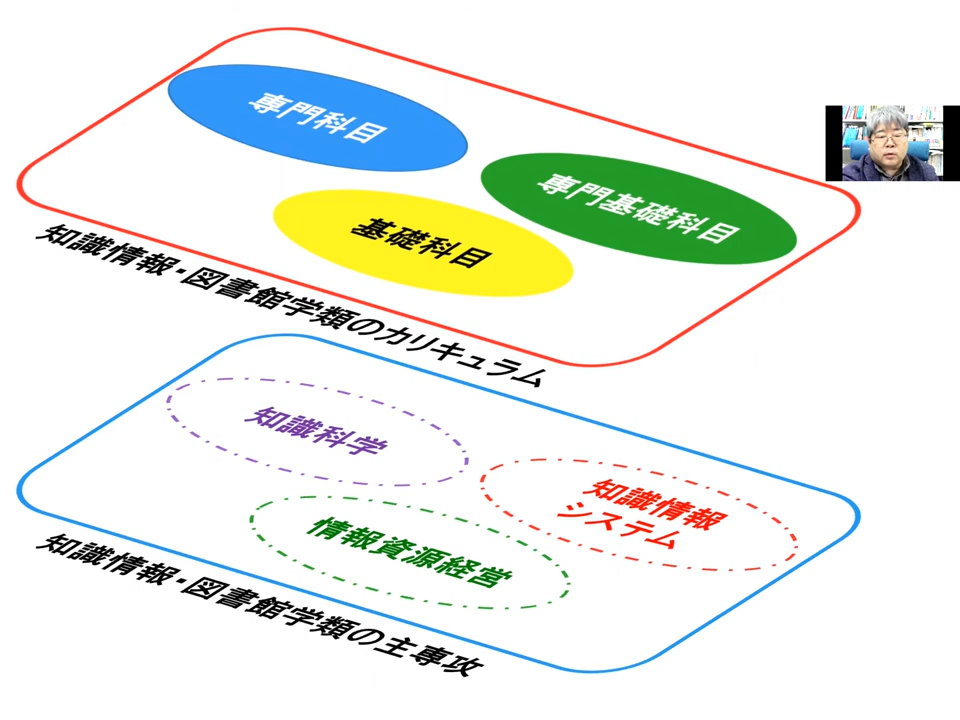 専門科目
専門基礎科目
基礎科目
知識情報・図書館学類のカリキュラム
知識科学
知識情報
システム
情報資源経営
知識情報・図書館学類の主専攻